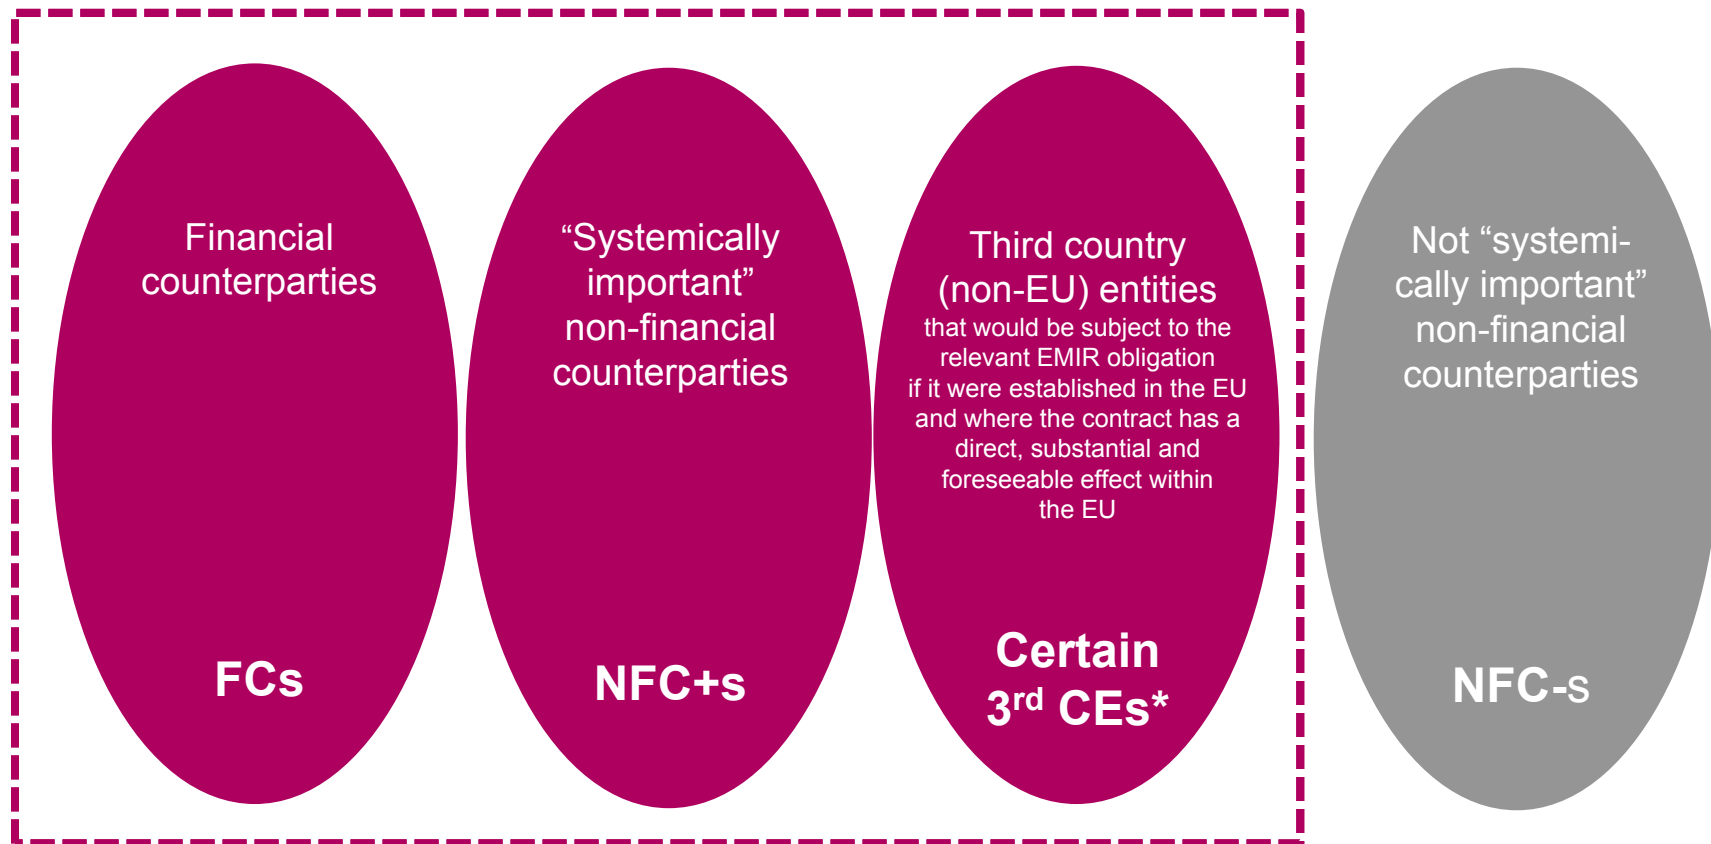 Financial
counterparties
FCs
“Systemically
important”
non-financial
counterparties
NFC+s
Third country
(non-EU) entities
that would be subject to the
relevant EMIR obligation
if it were established in the EU
and where the contract has a
direct, substantial and
foreseeable effect within
the EU
Certain
3rd CEs*
Not “systemi-
cally important”
non-financial
counterparties
NFC-s